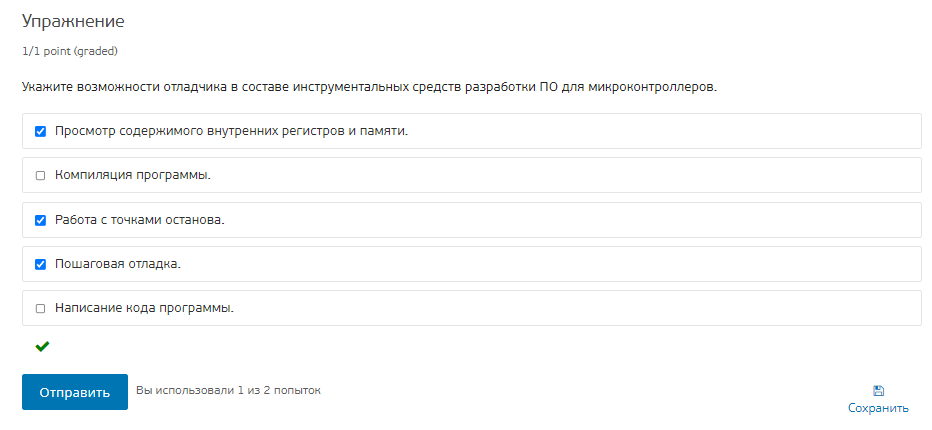 Упражнение
1/1 point (graded)
Укажите возможности отладчика в составе инструментальных средств разработки ПО для микроконтроллеров.
Просмотр содержимого внутренних регистров и памяти.
Компиляция программы.
Работа с точками останова.
Пошаговая отладка.
Написание кода программы.
Отправить
Вы использовали 1 из 2 попыток
Сохранить